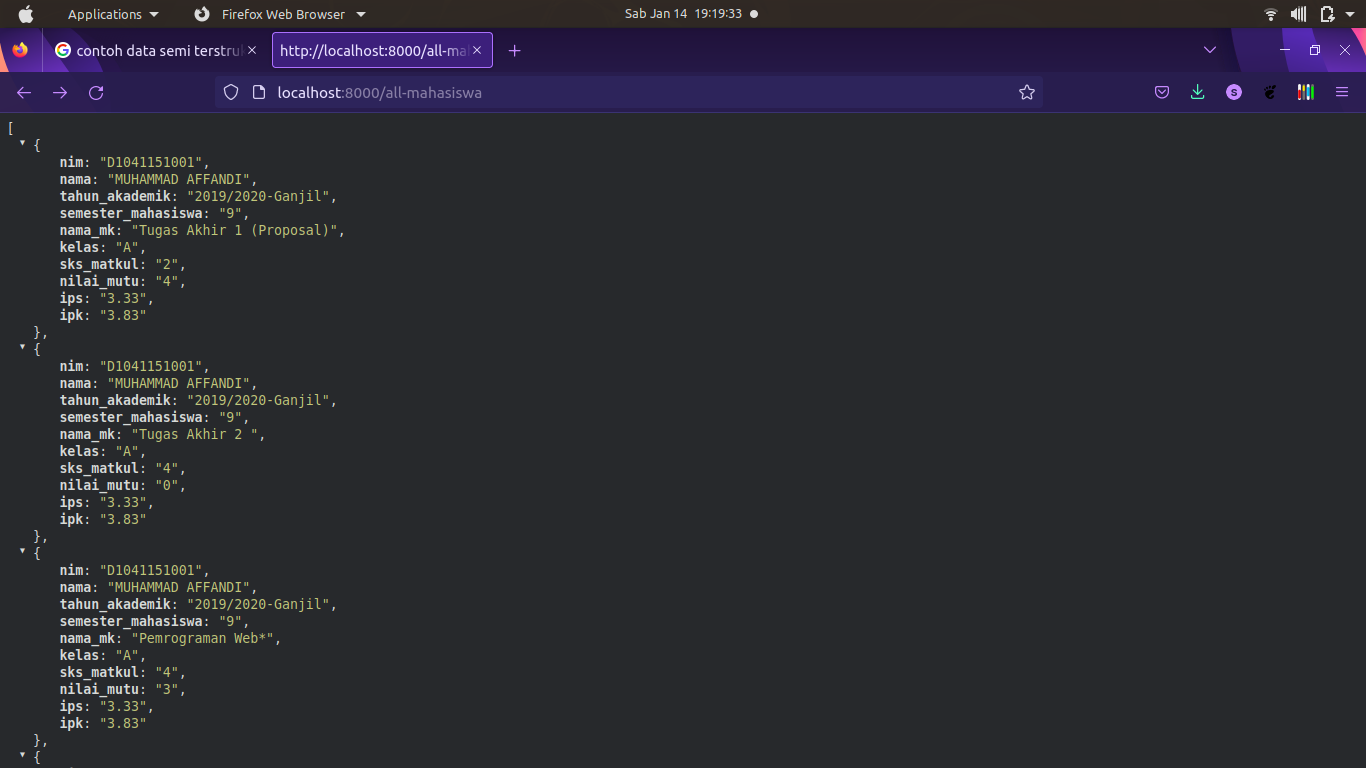 Applications Firefox Web Browser Sab Jan 14 19:19:33
contoh data semi terstruk http://localhost:8000/all-ma
localhost:8000/all-mahasiswa S
[
{
nim: "D1041151001",
nama: "MUHAMMAD AFFANDI",
tahun_akademik: "2019/2020-Ganjil",
semester_mahasiswa: "9",
nama_mk: "Tugas Akhir 1 (Proposal)",
kelas: "A",
sks_matkul: "2",
nilai_mutu: "4",
ips: "3.33",
ipk: "3.83"
},
{
nim: "D1041151001",
nama: "MUHAMMAD AFFANDI",
tahun_akademik: "2019/2020-Ganjil",
semester_mahasiswa: "9",
nama_mk: "Tugas Akhir 2 ",
kelas: "A",
sks_matkul: "4",
nilai_mutu: "0",
ips: "3.33",
ipk: "3.83"
},
{
nim: "D1041151001",
nama: "MUHAMMAD AFFANDI",
tahun_akademik: "2019/2020-Ganjil",
semester_mahasiswa: "9",
nama_mk: "Pemrograman Web*",
kelas: "A",
sks_matkul: "4",
nilai_mutu: "3",
ips: "3.33",
ipk: "3.83"
},
{